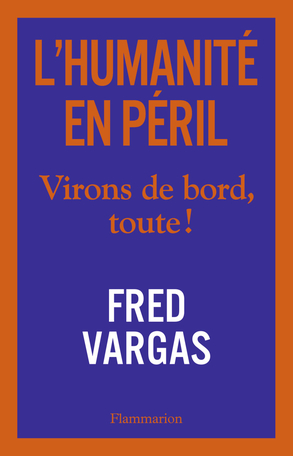 L'HUMANITÉ
EN PÉRIL
Virons de bord,
toute !
FRED
VARGAS
Flammarion